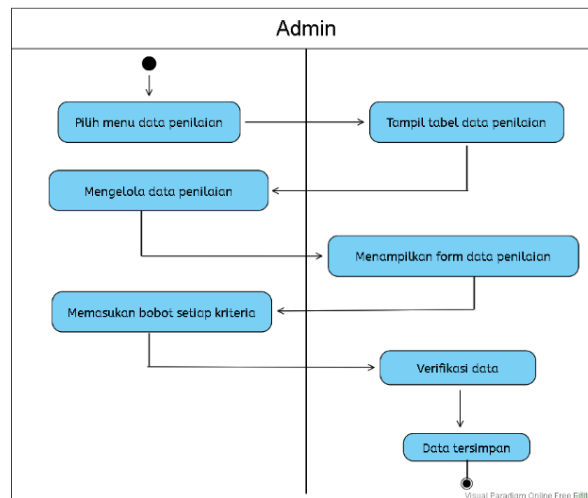 Admin
Pilih menu data penilaian
Tampil tabel data penilaian
Mengelola data penilaian
Menampilkan form data penilaian
Memasukan bobot setiap kriteria
Verifikasi data
Data tersimpan
Visual Paradigm Online Free Edit